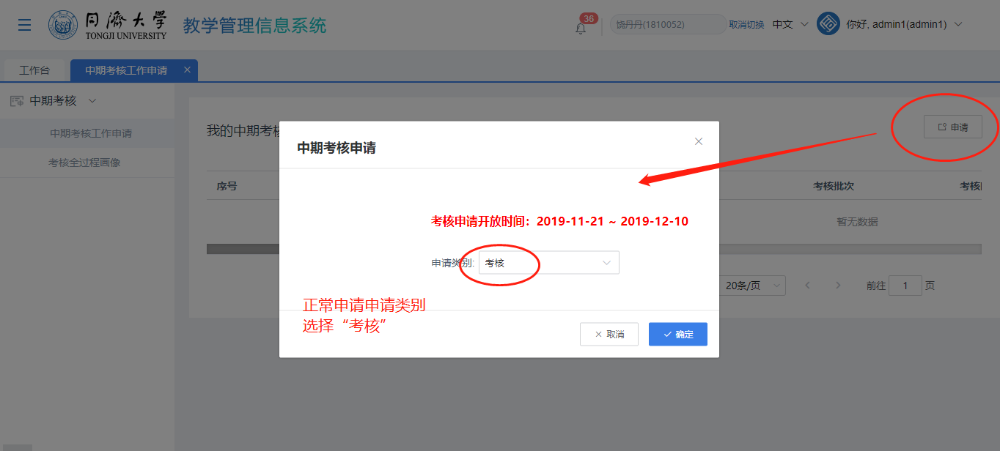 同濟大學
TONGJI UNIVERSITY
教学管理信息系统
36
饶丹丹(1810052)
取消切换
中文
你好, admin1(admin1)
工作台
中期考核工作申请
中期考核
中期考核工作申请
考核全过程画像
我的中期考核
申请
中期考核申请
序号
考核批次
考核
暂无数据
考核申请开放时间：2019-11-21 ~ 2019-12-10
申请类别:
考核
20条/页
前往
1
页
正常申请申请类别
选择“考核”
取消
确定